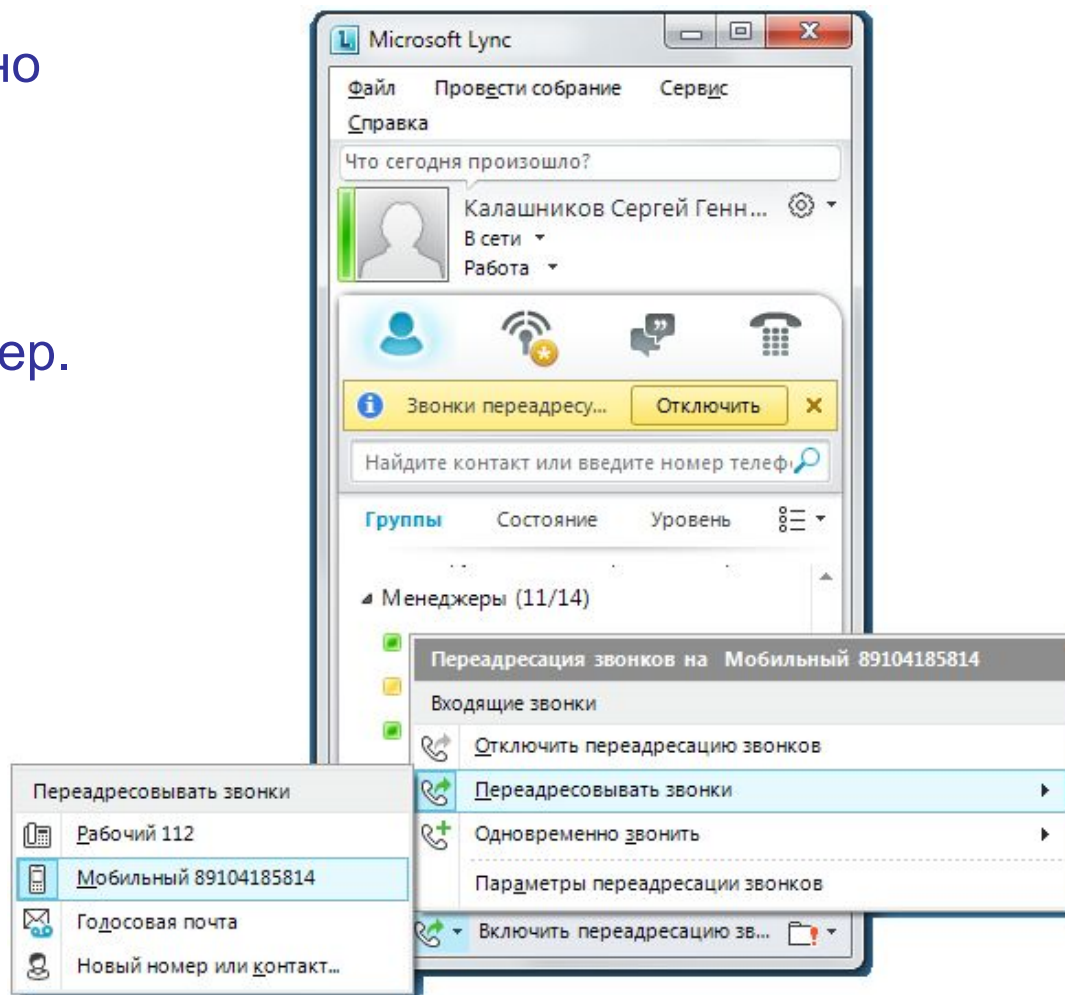 но
ер.
Microsoft Lync
Файл Провести собрание Сервис
Справка
Что сегодня произошло?
Калашников Сергей Генн...
В сети
Работа
Звонки переадресу... Отключить
Найдите контакт или введите номер телеф
Группы Состояние Уровень
Менеджеры (11/14)
Переадресация звонков на Мобильный 89104185814
Входящие звонки
Отключить переадресацию звонков
Переадресовывать звонки
Одновременно звонить
Параметры переадресации звонков
Переадресовывать звонки
Рабочий 112
Мобильный 89104185814
Голосовая почта
Новый номер или контакт...
Включить переадресацию зв...